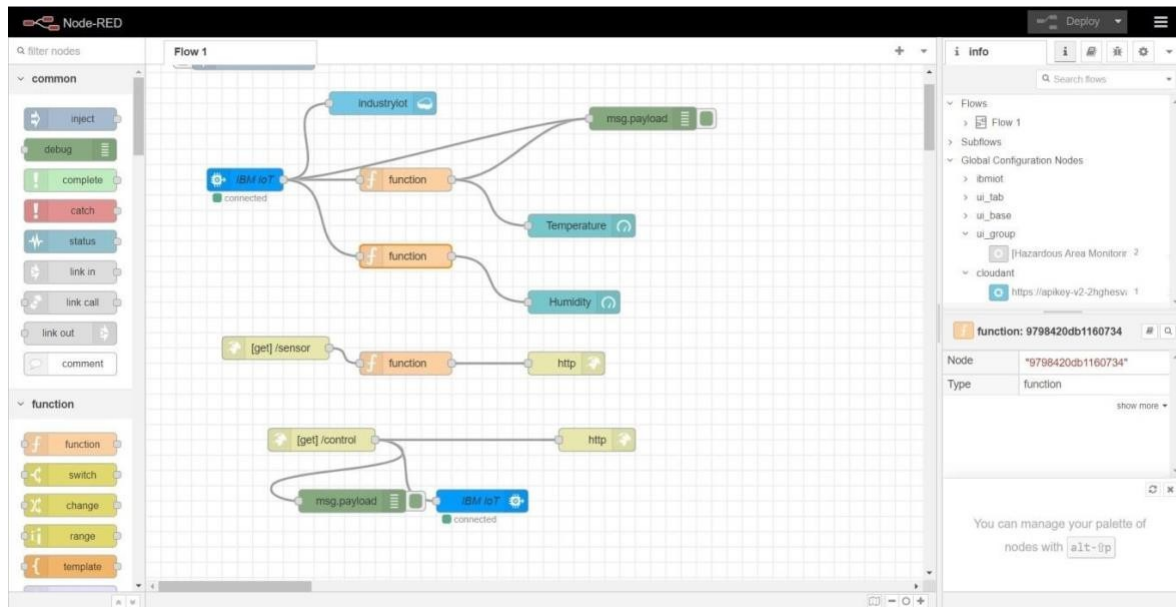 Node-RED
Deploy
filter nodes
common
inject
debug
complete
catch
status
link in
link call
link out
comment
function
function
switch
change
range
template
Flow 1
industryIot
msg.payload
IBM IoT
connected
function
Temperature
function
Humidity
[get] /sensor
function
http
[get] /control
http
msg.payload
IBM IoT
connected
i info
Search flows
Flows
Flow 1
Subflows
Global Configuration Nodes
ibmiot
ui_tab
ui_base
ui_group
[Hazardous Area Monitorin 2
cloudant
https://apikey-v2-2hghesv 1
function: 9798420db1160734
Node "9798420db1160734"
Type function
show more
You can manage your palette of
nodes with alt-⇧p